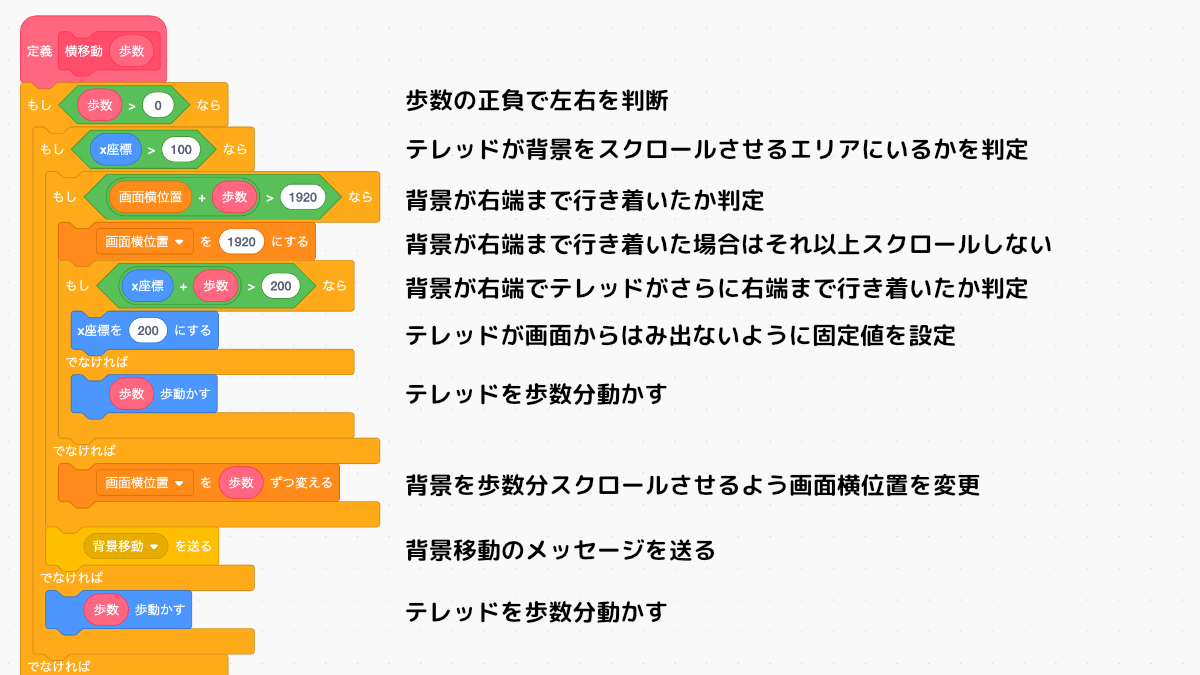 定義 横移動 歩数
もし 歩数 > 0 なら 歩数の正負で左右を判断
もし x座標 > 100 なら テレッドが背景をスクロールさせるエリアにいるかを判定
もし 画面横位置 + 歩数 > 1920 なら 背景が右端まで行き着いたか判定
画面横位置 を 1920 にする 背景が右端まで行き着いた場合はそれ以上スクロールしない
もし x座標 + 歩数 > 200 なら 背景が右端でテレッドがさらに右端まで行き着いたか判定
x座標を 200 にする テレッドが画面からはみ出ないように固定値を設定
でなければ
歩数 歩動かす テレッドを歩数分動かす
でなければ
画面横位置 を 歩数 ずつ変える 背景を歩数分スクロールさせるよう画面横位置を変更
背景移動 を送る 背景移動のメッセージを送る
でなければ
歩数 歩動かす テレッドを歩数分動かす
でなければ